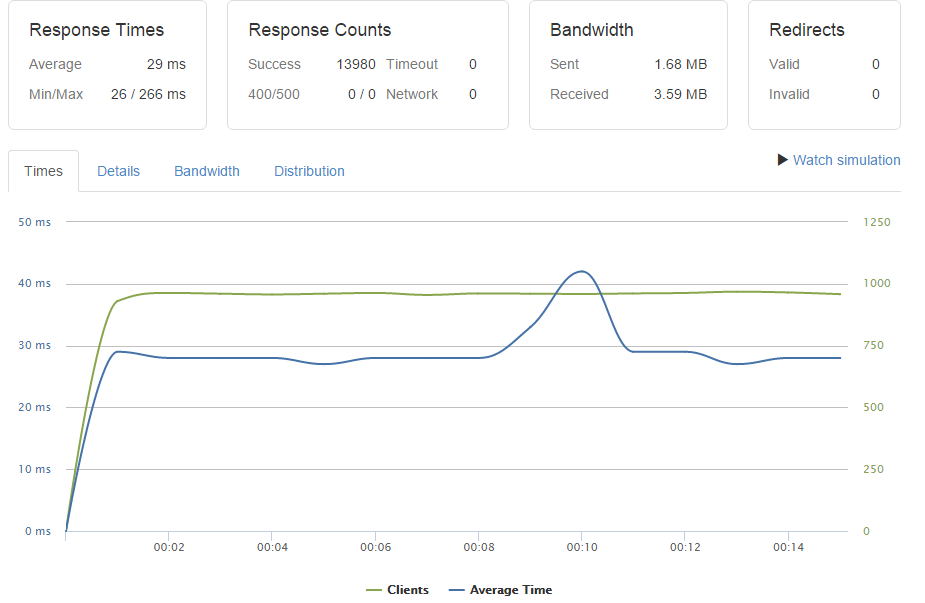 Response Times
Average 29 ms
Min/Max 26 / 266 ms
Response Counts
Success 13980 Timeout 0
400/500 0 / 0 Network 0
Bandwidth
Sent 1.68 MB
Received 3.59 MB
Redirects
Valid 0
Invalid 0
Times Details Bandwidth Distribution
Watch simulation
50 ms 1250
40 ms 1000
30 ms 750
20 ms 500
10 ms 250
0 ms 0
00:02 00:04 00:06 00:08 00:10 00:12 00:14
Clients Average Time